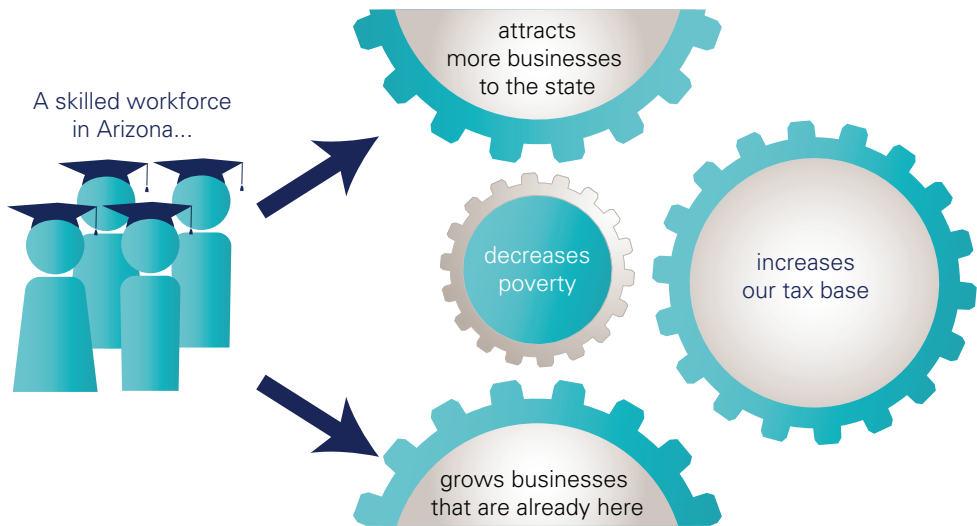 A skilled workforce
in Arizona...
attracts
more businesses
to the state
decreases
poverty
increases
our tax base
grows businesses
that are already here